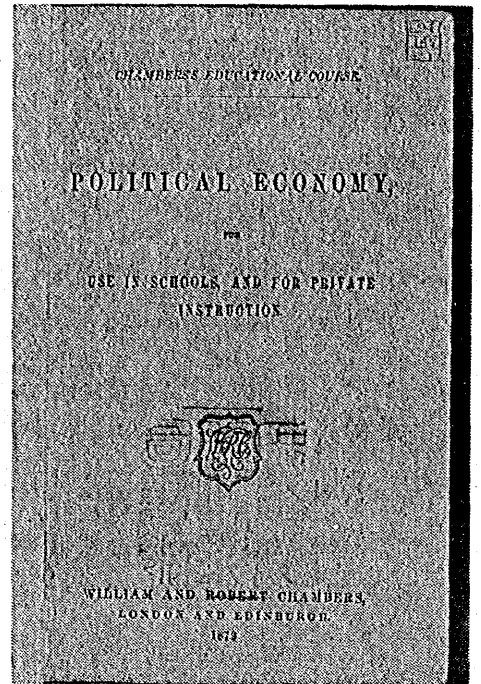 CHAMBERS'S EDUCATIONAL COURSE.
POLITICAL ECONOMY,
FOR
USE IN SCHOOLS, AND FOR PRIVATE
INSTRUCTION
WILLIAM AND ROBERT CHAMBERS,
LONDON AND EDINBURGH.